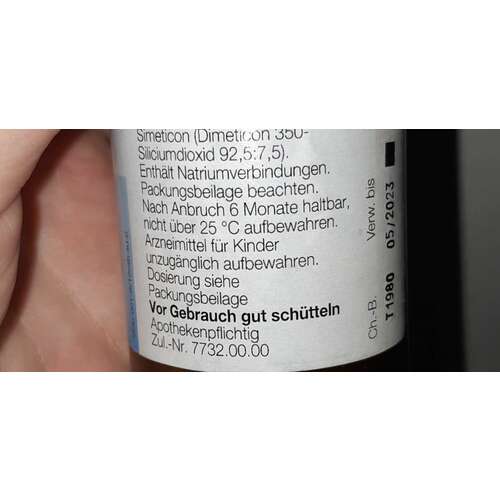 Simeticon (Dimeticon 350-
Siliciumdioxid 92,5:7,5).
Enthält Natriumverbindungen.
Packungsbeilage beachten.
Nach Anbruch 6 Monate haltbar,
nicht über 25 °C aufbewahren.
Arzneimittel für Kinder
unzugänglich aufbewahren.
Dosierung siehe
Packungsbeilage
Vor Gebrauch gut schütteln
Apothekenpflichtig
Zul.-Nr. 7732.00.00
Ch.-B. Verw. bis
T1980 05/2023